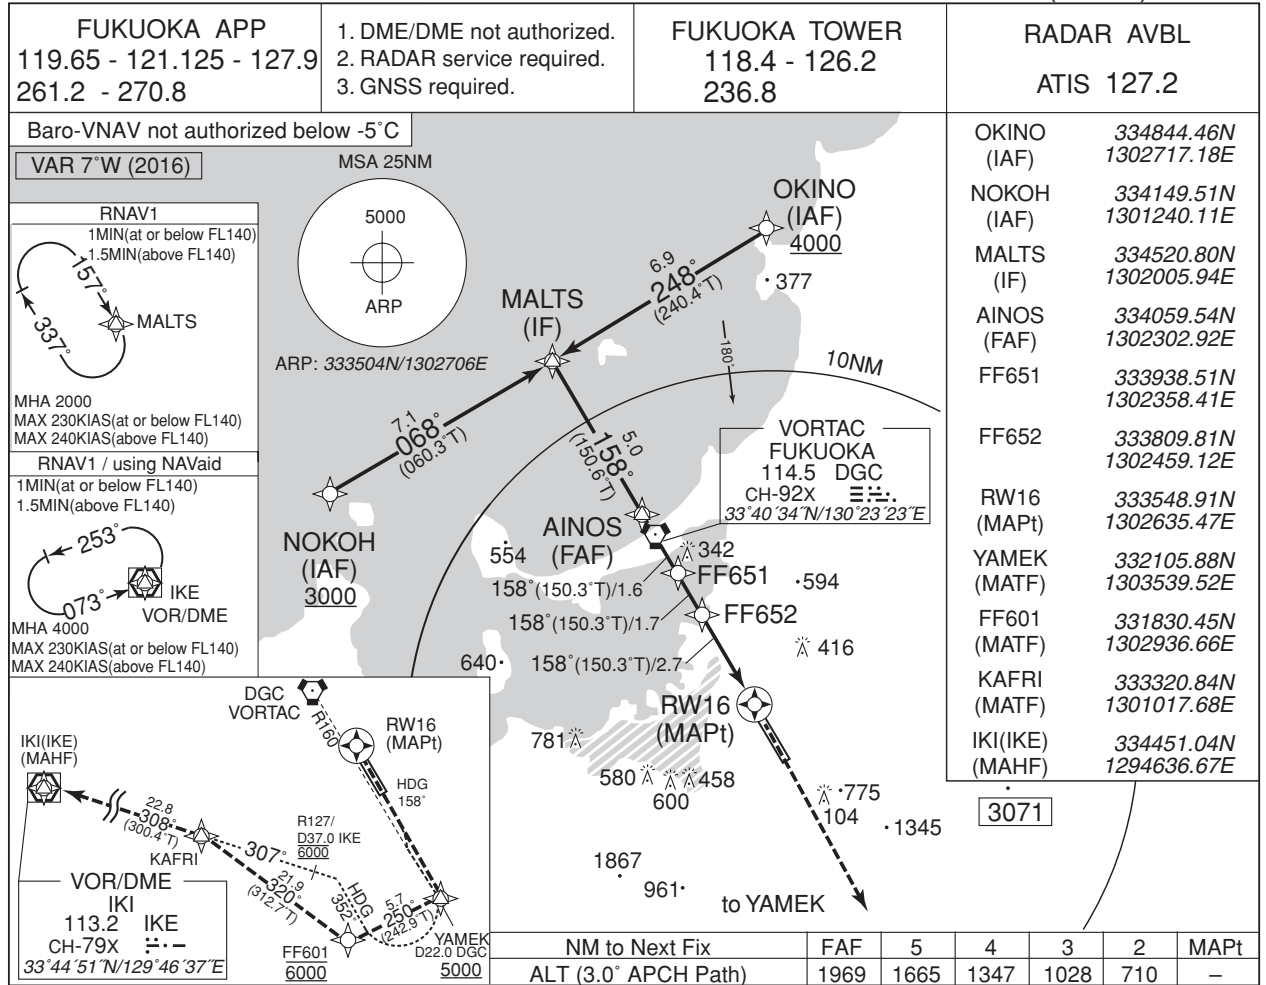 FUKUOKA APP
119.65 - 121.125 - 127.9
261.2 - 270.8
1. DME/DME not authorized.
2. RADAR service required.
3. GNSS required.
FUKUOKA TOWER
118.4 - 126.2
236.8
RADAR AVBL
ATIS 127.2
Baro-VNAV not authorized below -5˚C
VAR 7˚W (2016)
MSA 25NM
5000
ARP
ARP: 333504N/1302706E
RNAV1
1MIN(at or below FL140)
1.5MIN(above FL140)
157˚
337˚
MALTS
MHA 2000
MAX 230KIAS(at or below FL140)
MAX 240KIAS(above FL140)
RNAV1 / using NAVaid
1MIN(at or below FL140)
1.5MIN(above FL140)
253˚
073˚
IKE
VOR/DME
MHA 4000
MAX 230KIAS(at or below FL140)
MAX 240KIAS(above FL140)
OKINO
(IAF)
4000
377
6.9
248˚
(240.4˚T)
MALTS
(IF)
180˚
10NM
7.1
068˚
(060.3˚T)
5.0
158˚
(150.6˚T)
VORTAC
FUKUOKA
114.5 DGC
CH-92X
33˚40´34˝N/130˚23´23˝E
NOKOH
(IAF)
3000
AINOS
(FAF)
554
342
FF651
158˚(150.3˚T)/1.6
594
FF652
158˚(150.3˚T)/1.7
416
640
158˚(150.3˚T)/2.7
RW16
(MAPt)
781
580
458
600
775
104
1345
3071
1867
961
to YAMEK
OKINO 334844.46N
(IAF) 1302717.18E
NOKOH 334149.51N
(IAF) 1301240.11E
MALTS 334520.80N
(IF) 1302005.94E
AINOS 334059.54N
(FAF) 1302302.92E
FF651 333938.51N
1302358.41E
FF652 333809.81N
1302459.12E
RW16 333548.91N
(MAPt) 1302635.47E
YAMEK 332105.88N
(MATF) 1303539.52E
FF601 331830.45N
(MATF) 1302936.66E
KAFRI 333320.84N
(MATF) 1301017.68E
IKI(IKE) 334451.04N
(MAHF) 1294636.67E
DGC
VORTAC
R160
RW16
(MAPt)
IKI(IKE)
(MAHF)
HDG
158˚
22.8
308˚
(300.4˚T)
KAFRI
307˚
R127/
D37.0 IKE
6000
21.9
320˚
(312.7˚T)
HDG
352˚
5.7
250˚
(242.9˚T)
YAMEK
D22.0 DGC
5000
FF601
6000
VOR/DME
IKI
113.2 IKE
CH-79X
33˚44´51˝N/129˚46´37˝E
NM to Next Fix FAF 5 4 3 2 MAPt
ALT (3.0˚ APCH Path) 1969 1665 1347 1028 710 –